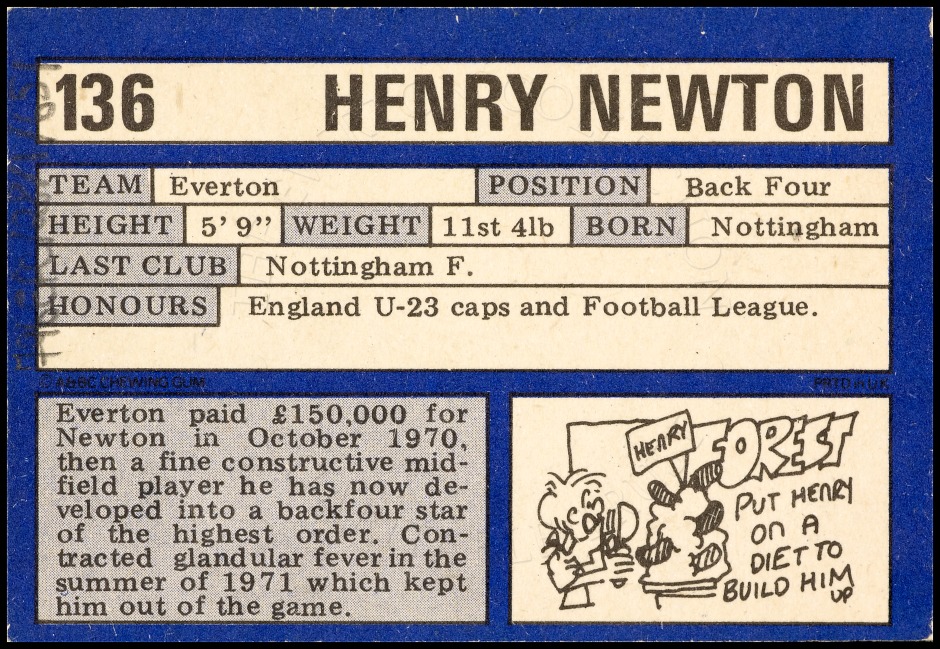 136 HENRY NEWTON
TEAM Everton POSITION Back Four
HEIGHT 5' 9" WEIGHT 11st 4lb BORN Nottingham
LAST CLUB Nottingham F.
HONOURS England U-23 caps and Football League.
© A&BC CHEWING GUM PRTD in U.K
Everton paid £150,000 for
Newton in October 1970,
then a fine constructive mid-
field player he has now de-
veloped into a backfour star
of the highest order. Con-
tracted glandular fever in the
summer of 1971 which kept
him out of the game.
HENRY
FOREST
PUT HENRY
ON A
DIET TO
BUILD HIM
UP